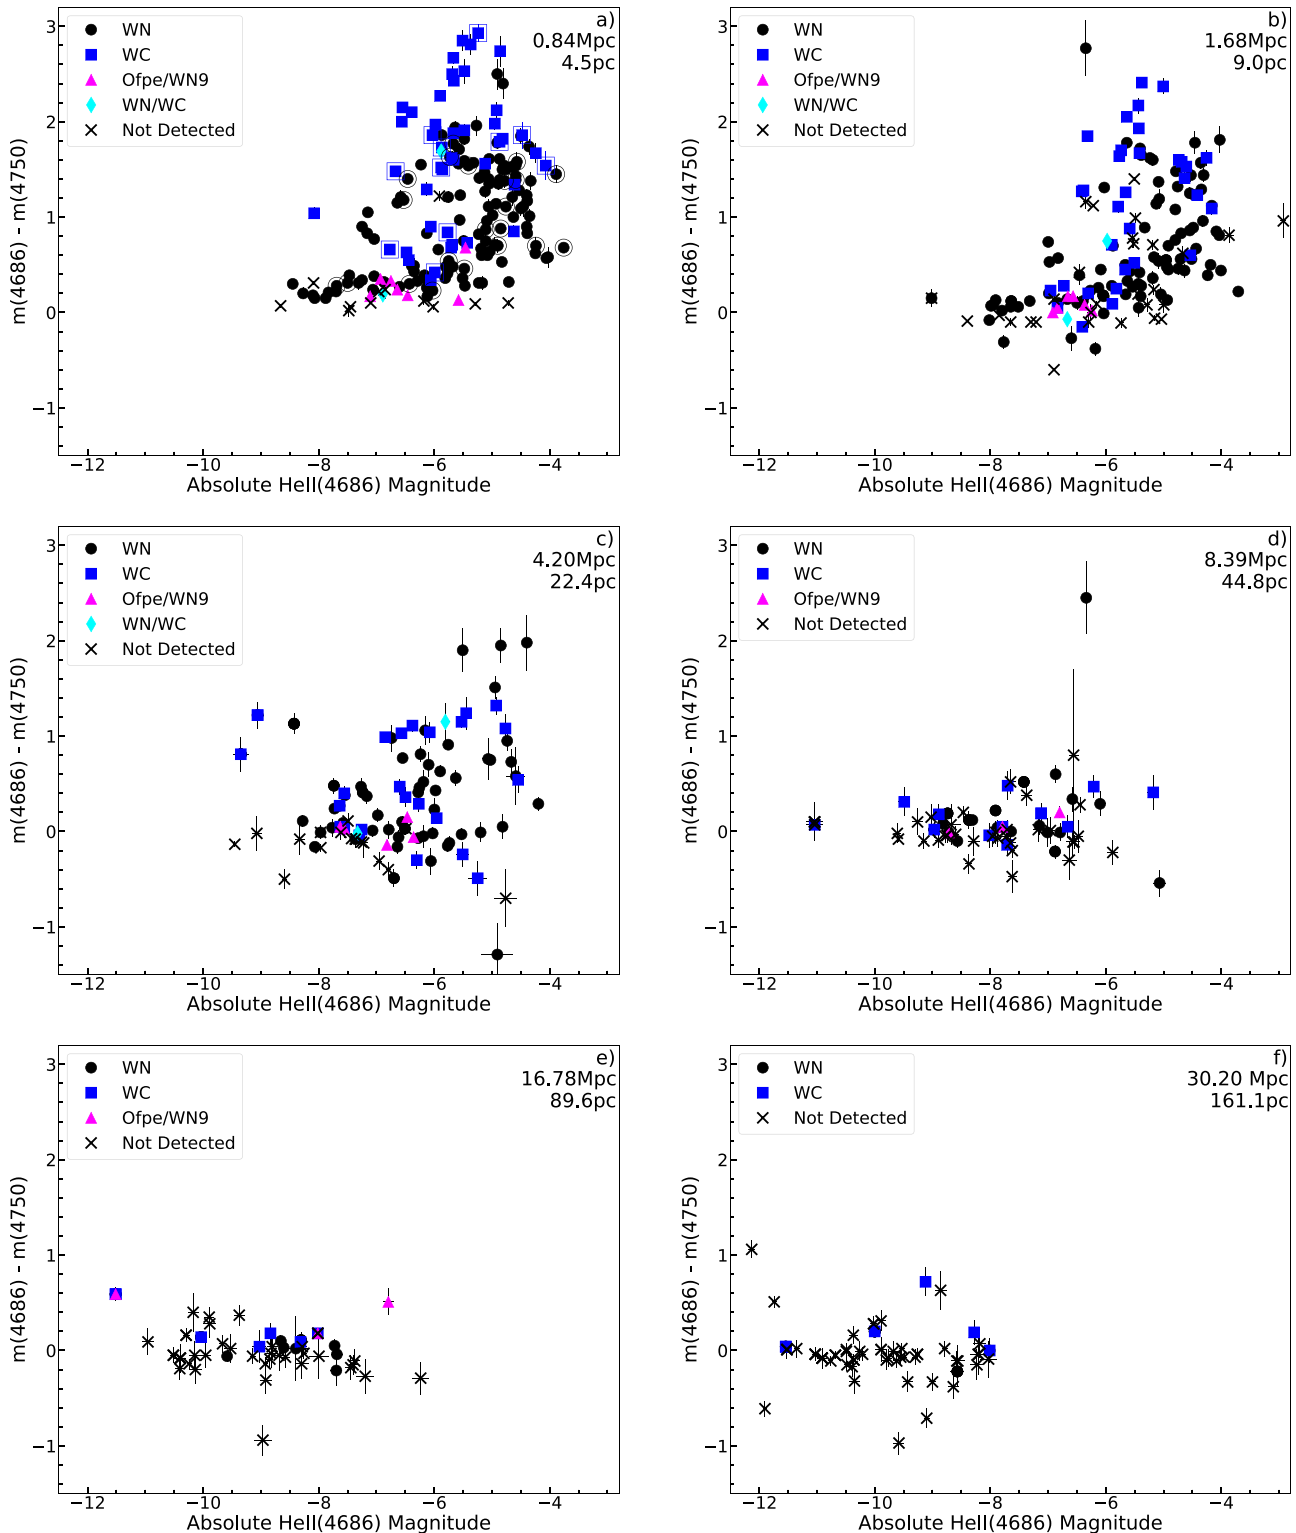 a)
0.84Mpc
4.5pc
WN
WC
Ofpe/WN9
WN/WC
Not Detected
3
2
1
0
−1
m(4686) - m(4750)
−12 −10 −8 −6 −4
Absolute HeII(4686) Magnitude
b)
1.68Mpc
9.0pc
WN
WC
Ofpe/WN9
WN/WC
Not Detected
3
2
1
0
−1
m(4686) - m(4750)
−12 −10 −8 −6 −4
Absolute HeII(4686) Magnitude
c)
4.20Mpc
22.4pc
WN
WC
Ofpe/WN9
WN/WC
Not Detected
3
2
1
0
−1
m(4686) - m(4750)
−12 −10 −8 −6 −4
Absolute HeII(4686) Magnitude
d)
8.39Mpc
44.8pc
WN
WC
Ofpe/WN9
Not Detected
3
2
1
0
−1
m(4686) - m(4750)
−12 −10 −8 −6 −4
Absolute HeII(4686) Magnitude
e)
16.78Mpc
89.6pc
WN
WC
Ofpe/WN9
Not Detected
3
2
1
0
−1
m(4686) - m(4750)
−12 −10 −8 −6 −4
Absolute HeII(4686) Magnitude
f)
30.20 Mpc
161.1pc
WN
WC
Not Detected
3
2
1
0
−1
m(4686) - m(4750)
−12 −10 −8 −6 −4
Absolute HeII(4686) Magnitude